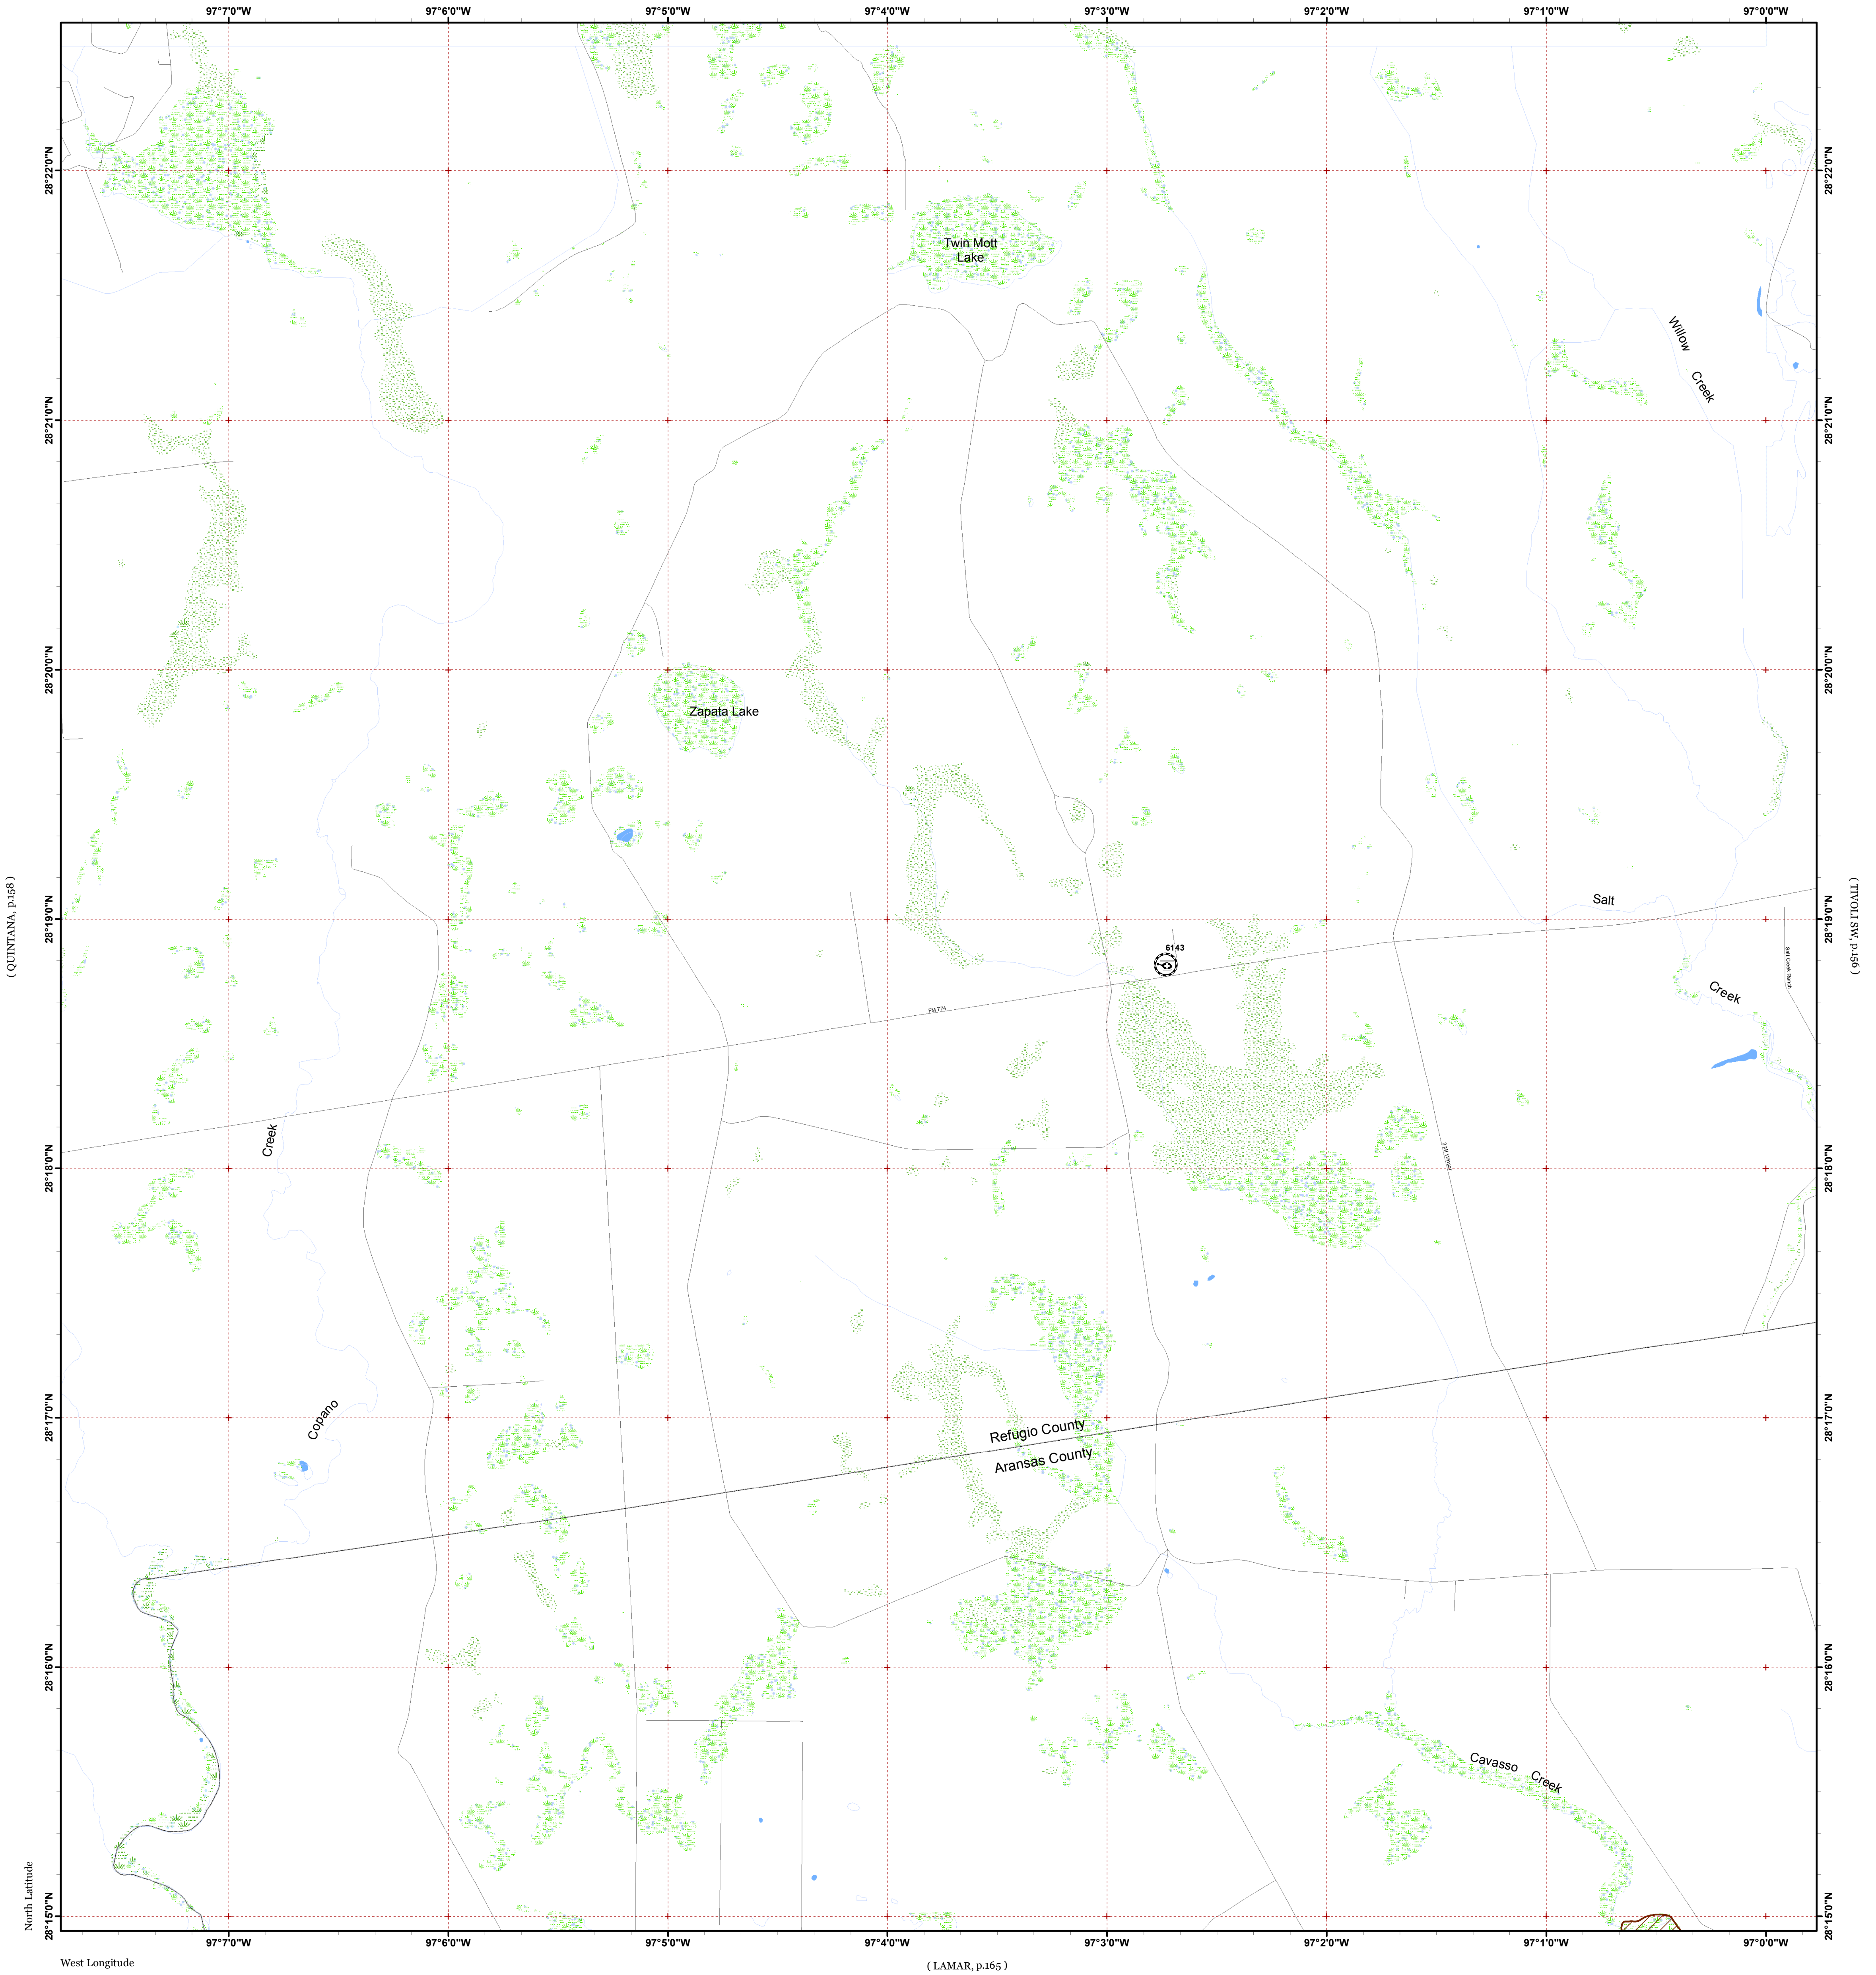 97°7'0"W 97°6'0"W 97°5'0"W 97°4'0"W 97°3'0"W 97°2'0"W 97°1'0"W 97°0'0"W
28°22'0"N
28°22'0"N
Twin Mott
Lake
Willow
Creek
28°21'0"N
28°21'0"N
28°20'0"N
28°20'0"N
Zapata Lake
( QUINTANA, p.158 )
( TIVOLI SW, p.156 )
Salt
28°19'0"N
28°19'0"N
6143
Salt Creek Ranch
Creek
FM 774
Creek
28°18'0"N
28°18'0"N
Copano
28°17'0"N
28°17'0"N
Refugio County
Aransas County
28°16'0"N
28°16'0"N
Cavasso
Creek
North Latitude
28°15'0"N
28°15'0"N
97°7'0"W 97°6'0"W 97°5'0"W 97°4'0"W 97°3'0"W 97°2'0"W 97°1'0"W 97°0'0"W
West Longitude
( LAMAR, p.165 )